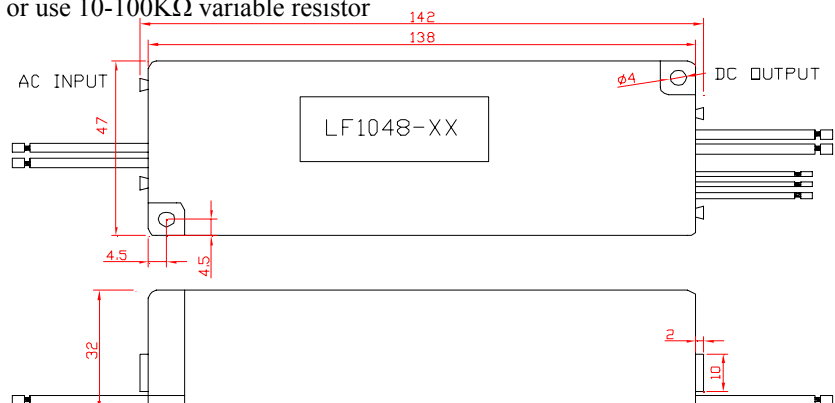 or use 10-100KΩ variable resistor
142
138
AC INPUT
ø4
DC OUTPUT
47
LF1048-XX
4.5
4.5
32
2
10